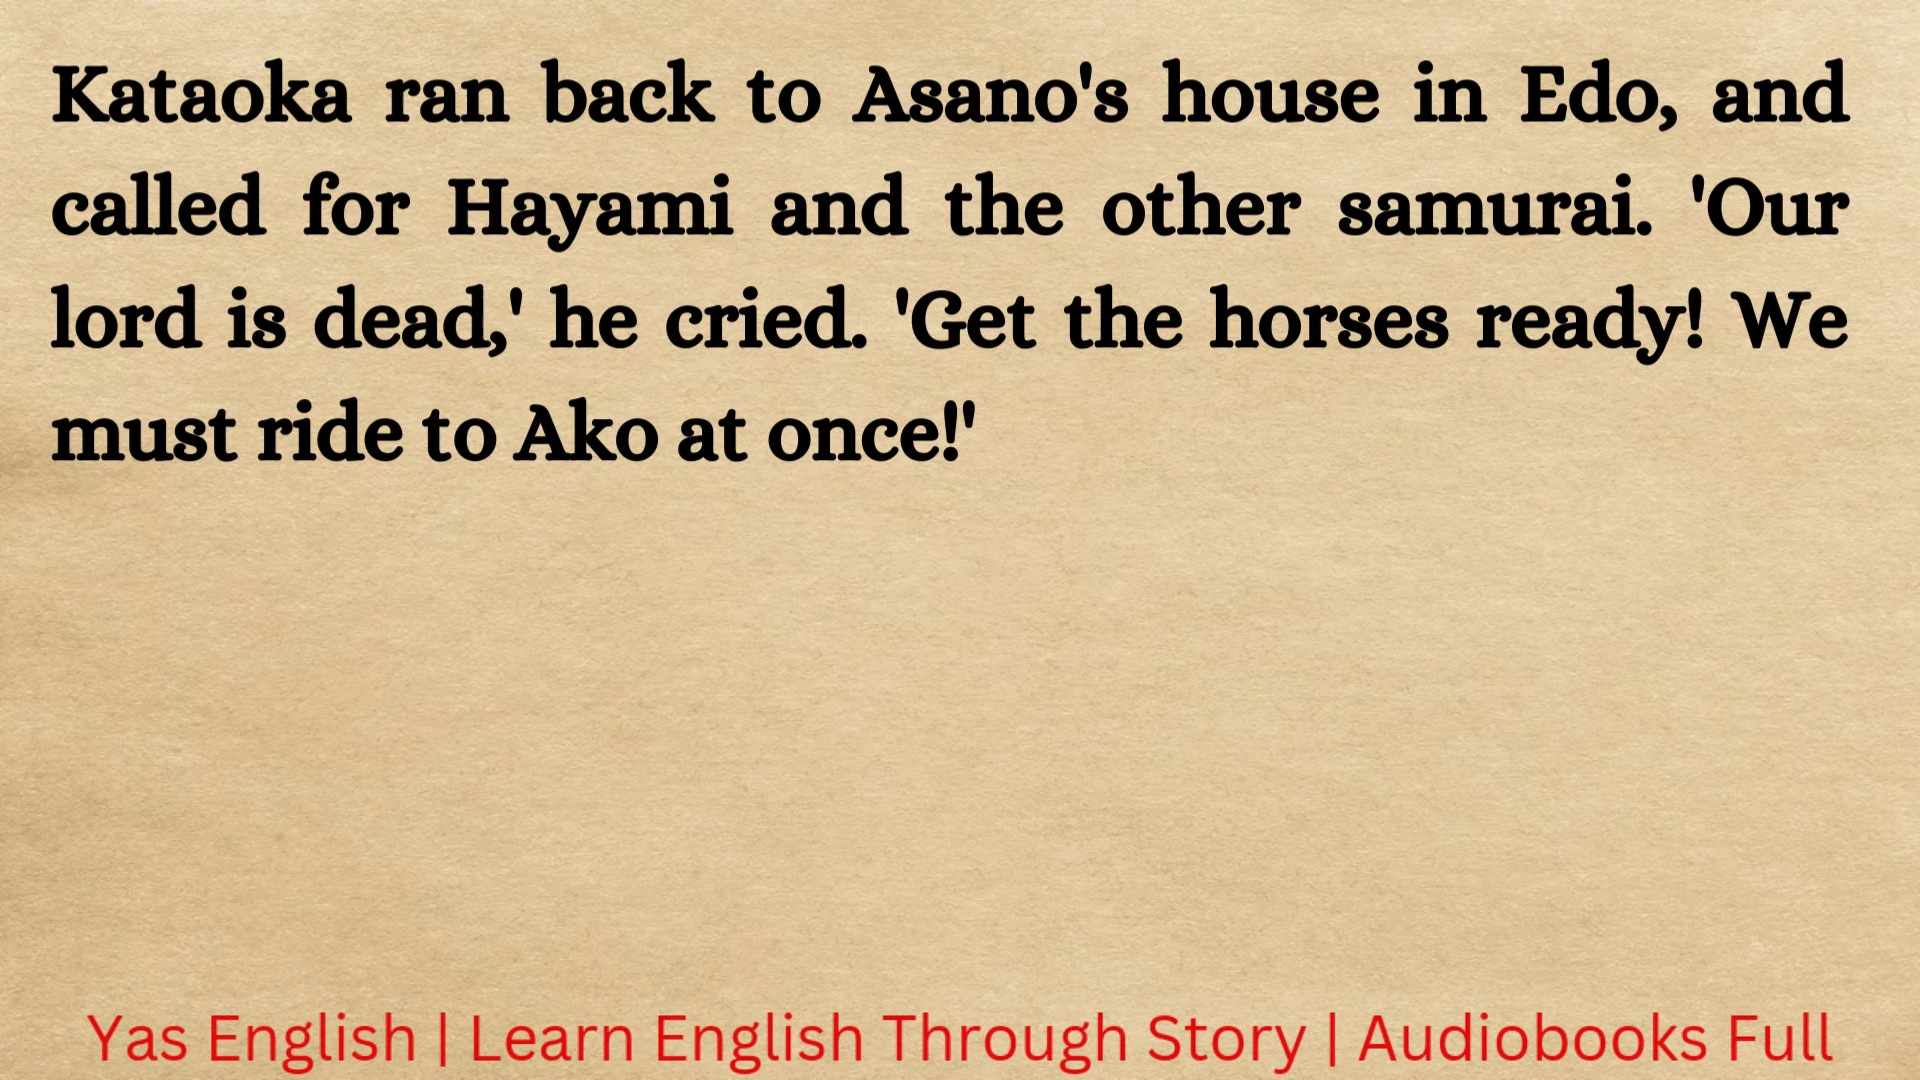 Kataoka ran back to Asano's house in Edo, and
called for Hayami and the other samurai. 'Our
lord is dead,' he cried. 'Get the horses ready! We
must ride to Ako at once!'
Yas English | Learn English Through Story | Audiobooks Full